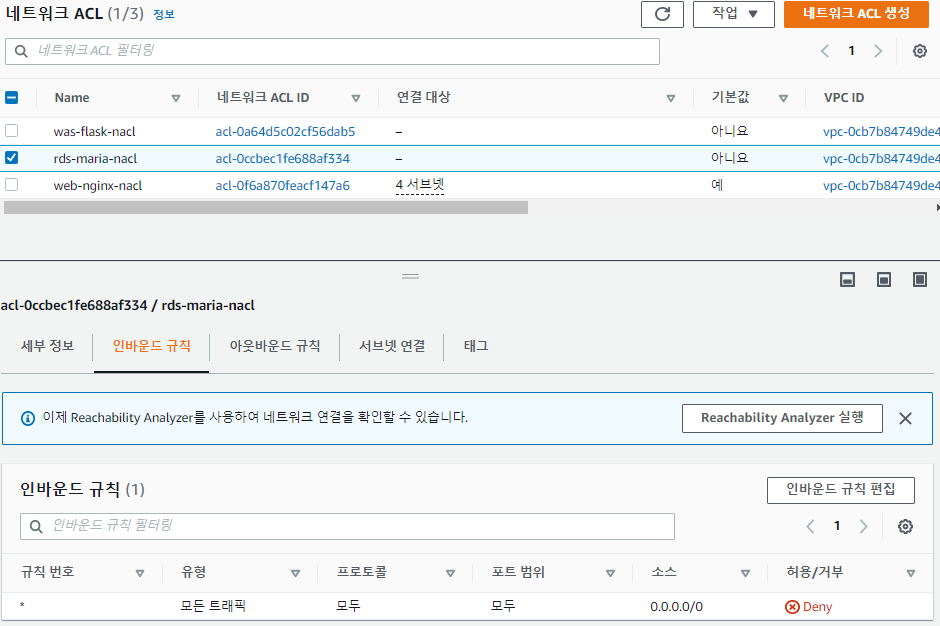 네트워크 ACL (1/3) 정보 작업 네트워크 ACL 생성
네트워크 ACL 필터링 1
Name 네트워크 ACL ID 연결 대상 기본값 VPC ID
was-flask-nacl acl-0a64d5c02cf56dab5 – 아니요 vpc-0cb7b84749de4
rds-maria-nacl acl-0ccbec1fe688af334 – 아니요 vpc-0cb7b84749de4
web-nginx-nacl acl-0f6a870feacf147a6 4 서브넷 예 vpc-0cb7b84749de4
acl-0ccbec1fe688af334 / rds-maria-nacl
세부 정보 인바운드 규칙 아웃바운드 규칙 서브넷 연결 태그
이제 Reachability Analyzer를 사용하여 네트워크 연결을 확인할 수 있습니다. Reachability Analyzer 실행
인바운드 규칙 (1) 인바운드 규칙 편집
인바운드 규칙 필터링 1
규칙 번호 유형 프로토콜 포트 범위 소스 허용/거부
* 모든 트래픽 모두 모두 0.0.0.0/0 Deny